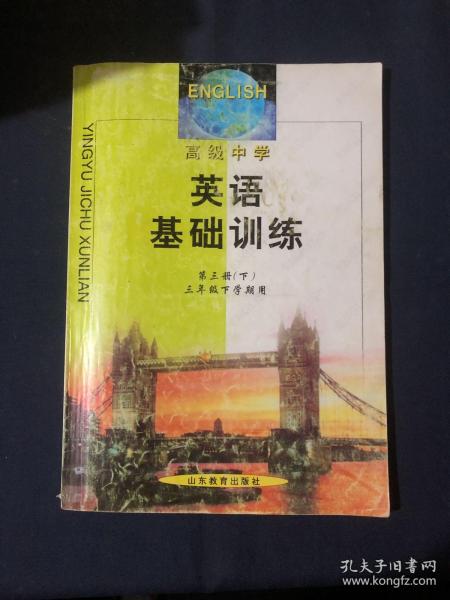 ENGLISH
高级中学
英语
基础训练
第三册(下)
三年级下学期用
YINGYU JICHU XUNLIAN
山东教育出版社
孔夫子旧书网
www.kongfz.com